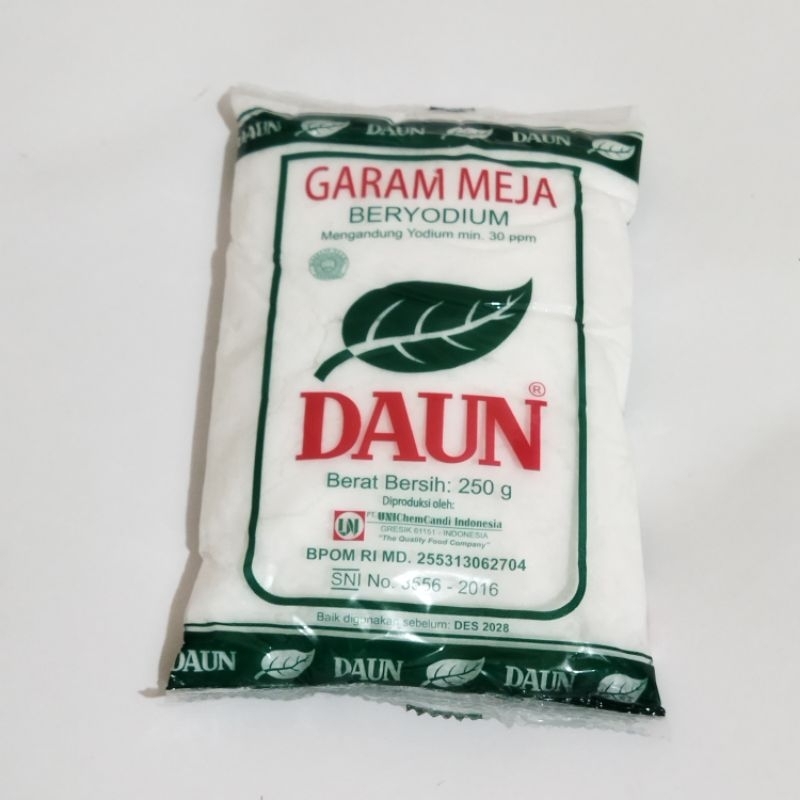 DAUN DAUN DAUN
GARAM MEJA
BERYODIUM
Mengandung Yodium min. 30 ppm
DAUN®
Berat Bersih: 250 g
Diproduksi oleh:
PT. UNIChemCandi Indonesia
GRESIK 61151 - INDONESIA
"The Quality Food Company"
BPOM RI MD. 255313062704
SNI No. 3556 - 2016
Baik digunakan sebelum: DES 2028
DAUN DAUN DAUN